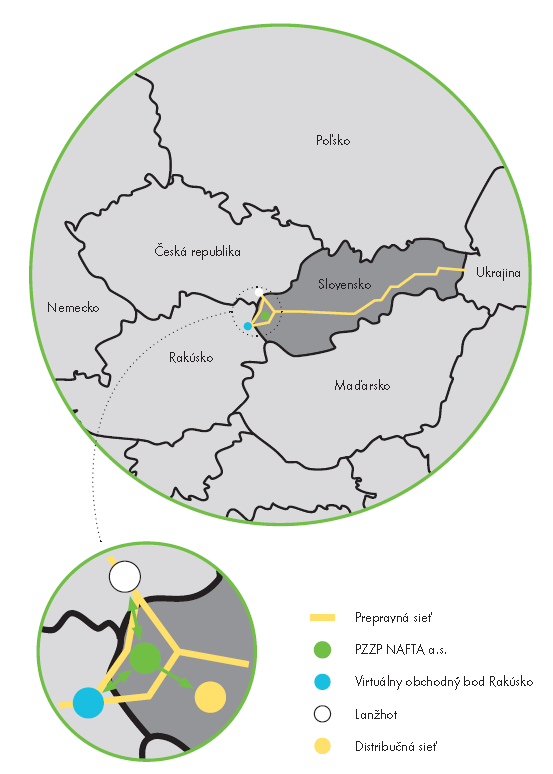 Poľsko
Česká republika
Slovensko
Ukrajina
Nemecko
Rakúsko
Maďarsko
Prepravná sieť
PZZP NAFTA a.s.
Virtuálny obchodný bod Rakúsko
Lanžhot
Distribučná sieť